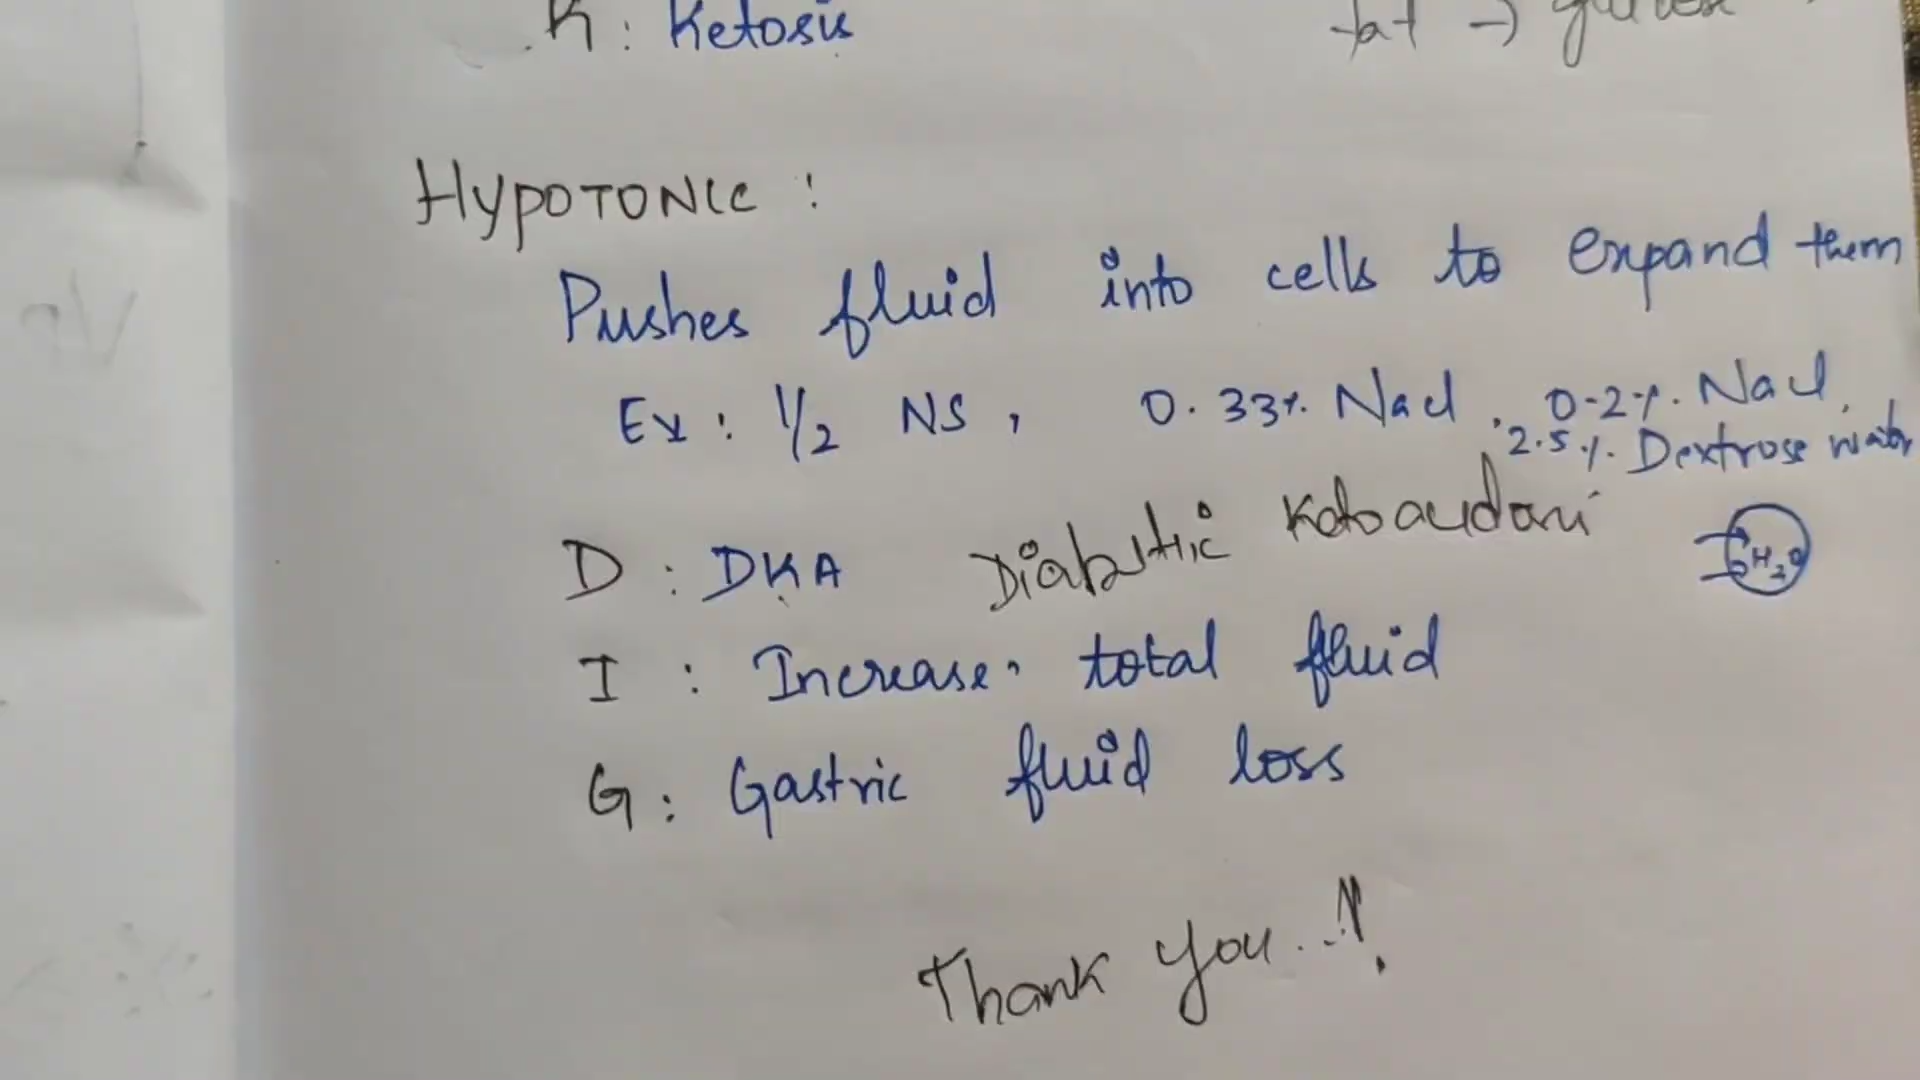 K: Ketosis
fat →
HYPOTONIC :
Pushes fluid into cells to expand them
Ex : 1/2 NS, 0.33%. NaCl, 0.2%. NaCl,
2.5%. Dextrose water
D : DKA Diabetic Ketoacidosis
H2O
I : Increase total fluid
G : Gastric fluid loss
Thank you..!!